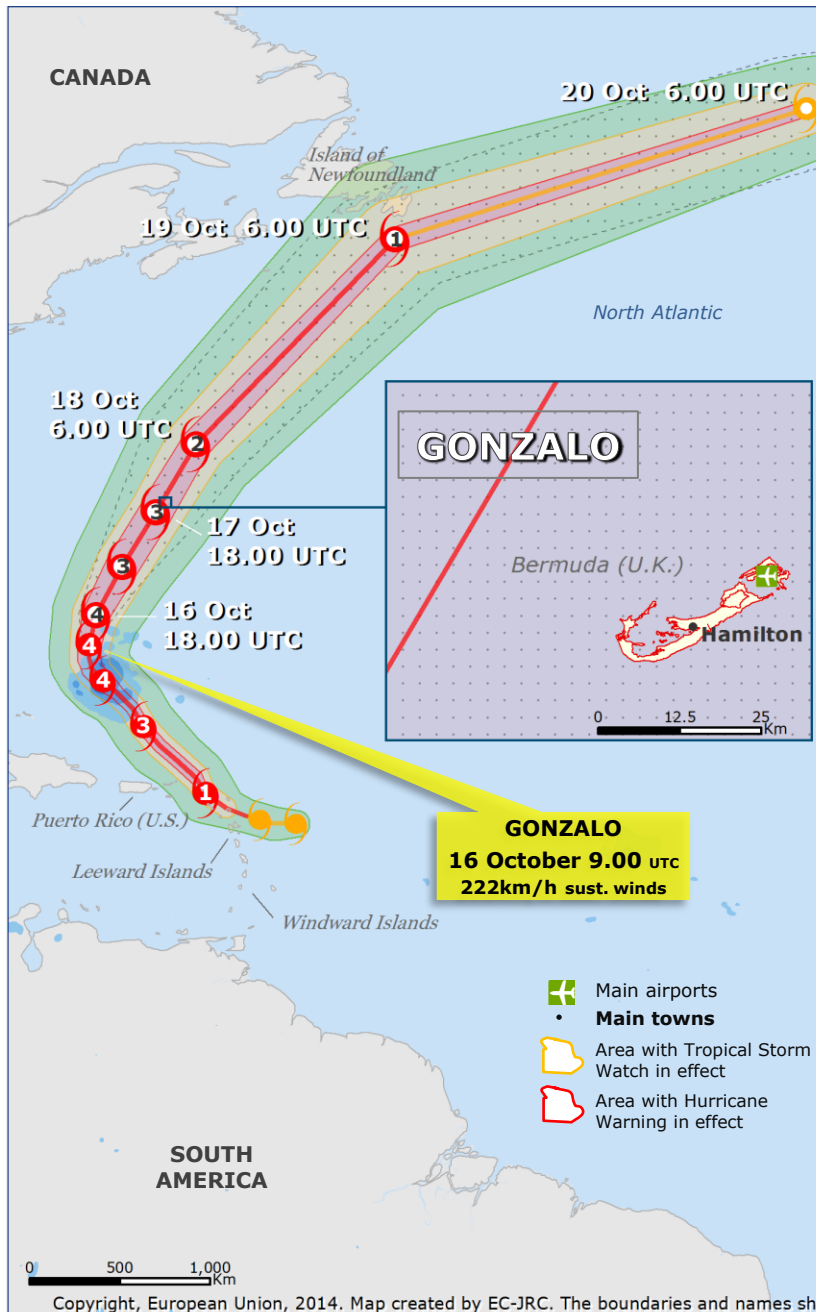 CANADA
20 Oct 6.00 UTC
Island of
Newfoundland
19 Oct 6.00 UTC
1
North Atlantic
18 Oct
6.00 UTC
2
GONZALO
3
17 Oct
18.00 UTC
Bermuda (U.K.)
3
16 Oct
18.00 UTC
4
Hamilton
4
4
0 12.5 25
Km
3
1
Puerto Rico (U.S.)
Leeward Islands
GONZALO
16 October 9.00 UTC
222km/h sust. winds
Windward Islands
Main airports
Main towns
Area with Tropical Storm
Watch in effect
Area with Hurricane
Warning in effect
SOUTH
AMERICA
0 500 1,000
Km
Copyright, European Union, 2014. Map created by EC-JRC. The boundaries and names sh